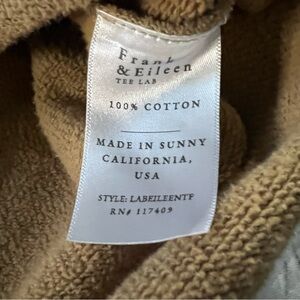 Frank
& Eileen
TEE LAB
100% COTTON
MADE IN SUNNY
CALIFORNIA,
USA
STYLE: LABEILEENTF
RN# 117409